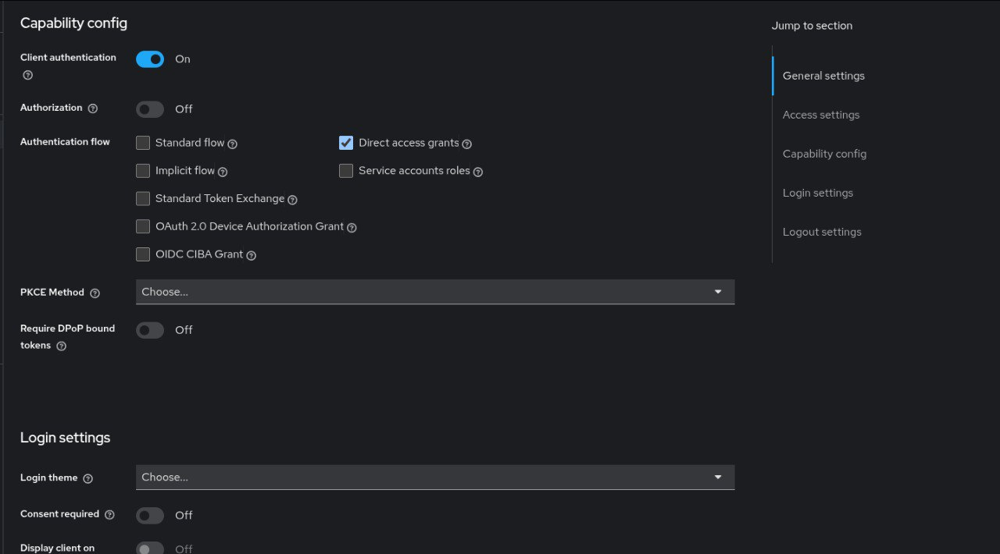 Capability config
Jump to section
Client authentication
On
General settings
Authorization
Off
Access settings
Authentication flow
Standard flow
Direct access grants
Capability config
Implicit flow
Service accounts roles
Login settings
Standard Token Exchange
OAuth 2.0 Device Authorization Grant
Logout settings
OIDC CIBA Grant
PKCE Method
Choose...
Require DPoP bound
tokens
Off
Login settings
Login theme
Choose...
Consent required
Off
Display client on
Off